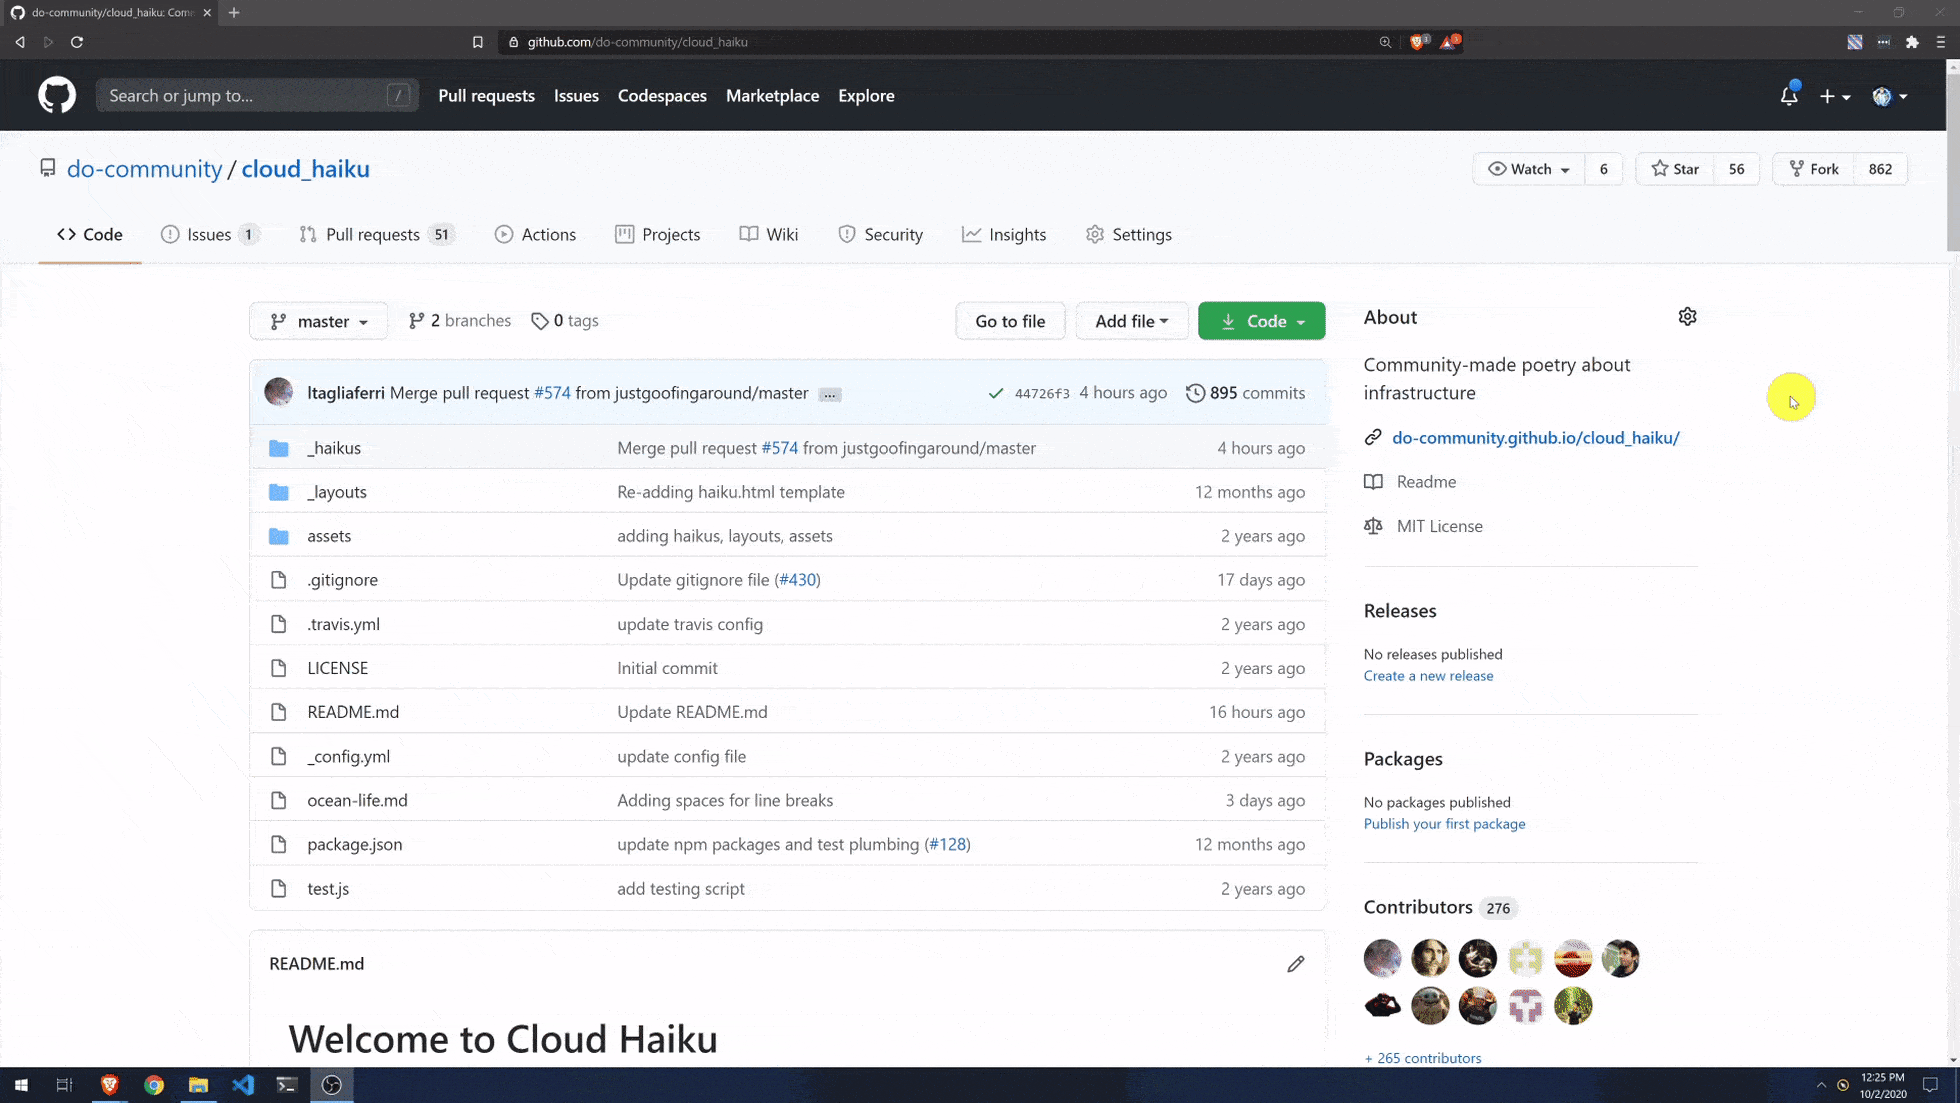 do-community/cloud_haiku: Com
github.com/do-community/cloud_haiku
Search or jump to... /
Pull requests Issues Codespaces Marketplace Explore
do-community / cloud_haiku
Watch 6 Star 56 Fork 862
Code Issues 1 Pull requests 51 Actions Projects Wiki Security Insights Settings
master 2 branches 0 tags Go to file Add file Code
ltagliaferri Merge pull request #574 from justgoofingaround/master ... 44726f3 4 hours ago 895 commits
_haikus Merge pull request #574 from justgoofingaround/master 4 hours ago
_layouts Re-adding haiku.html template 12 months ago
assets adding haikus, layouts, assets 2 years ago
.gitignore Update gitignore file (#430) 17 days ago
.travis.yml update travis config 2 years ago
LICENSE Initial commit 2 years ago
README.md Update README.md 16 hours ago
_config.yml update config file 2 years ago
ocean-life.md Adding spaces for line breaks 3 days ago
package.json update npm packages and test plumbing (#128) 12 months ago
test.js add testing script 2 years ago
README.md
Welcome to Cloud Haiku
About
Community-made poetry about
infrastructure
do-community.github.io/cloud_haiku/
Readme
MIT License
Releases
No releases published
Create a new release
Packages
No packages published
Publish your first package
Contributors 276
+ 265 contributors
12:25 PM
10/2/2020